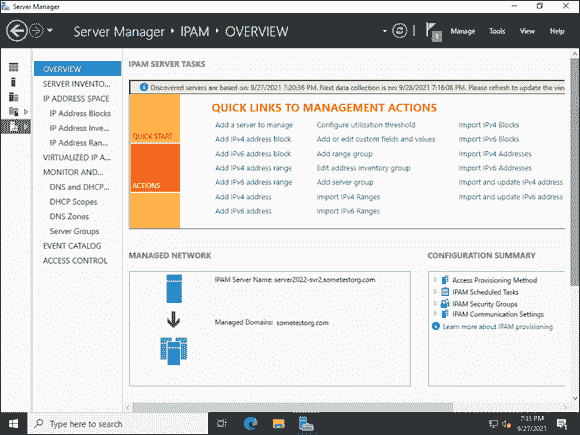 Server Manager
Server Manager ‣ IPAM ‣ OVERVIEW
1
Manage Tools View Help
OVERVIEW
SERVER INVENTO...
IP ADDRESS SPACE
IP Address Blocks
IP Address Inve...
IP Address Ran...
VIRTUALIZED IP A...
MONITOR AND...
DNS and DHCP...
DHCP Scopes
DNS Zones
Server Groups
EVENT CATALOG
ACCESS CONTROL
IPAM SERVER TASKS
Discovered servers are based on: 9/27/2021 7:20:36 PM. Next data collection is on: 9/28/2021 7:16:08 PM. Please refresh to update the view
QUICK START
ACTIONS
QUICK LINKS TO MANAGEMENT ACTIONS
Add a server to manage
Add IPv4 address block
Add IPv6 address block
Add IPv4 address range
Add IPv6 address range
Add IPv4 address
Add IPv6 address
Configure utilization threshold
Add or edit custom fields and values
Add range group
Edit address inventory group
Add server group
Import IPv4 Ranges
Import IPv6 Ranges
Import IPv4 Blocks
Import IPv6 Blocks
Import IPv4 Addresses
Import IPv6 Addresses
Import and update IPv4 address
Import and update IPv6 address
MANAGED NETWORK
IPAM Server Name: server2022-svr2.sometestorg.com
Managed Domains: sometestorg.com
CONFIGURATION SUMMARY
Access Provisioning Method
IPAM Scheduled Tasks
IPAM Security Groups
IPAM Communication Settings
Learn more about IPAM provisioning
Type here to search
7:33 PM
9/27/2021